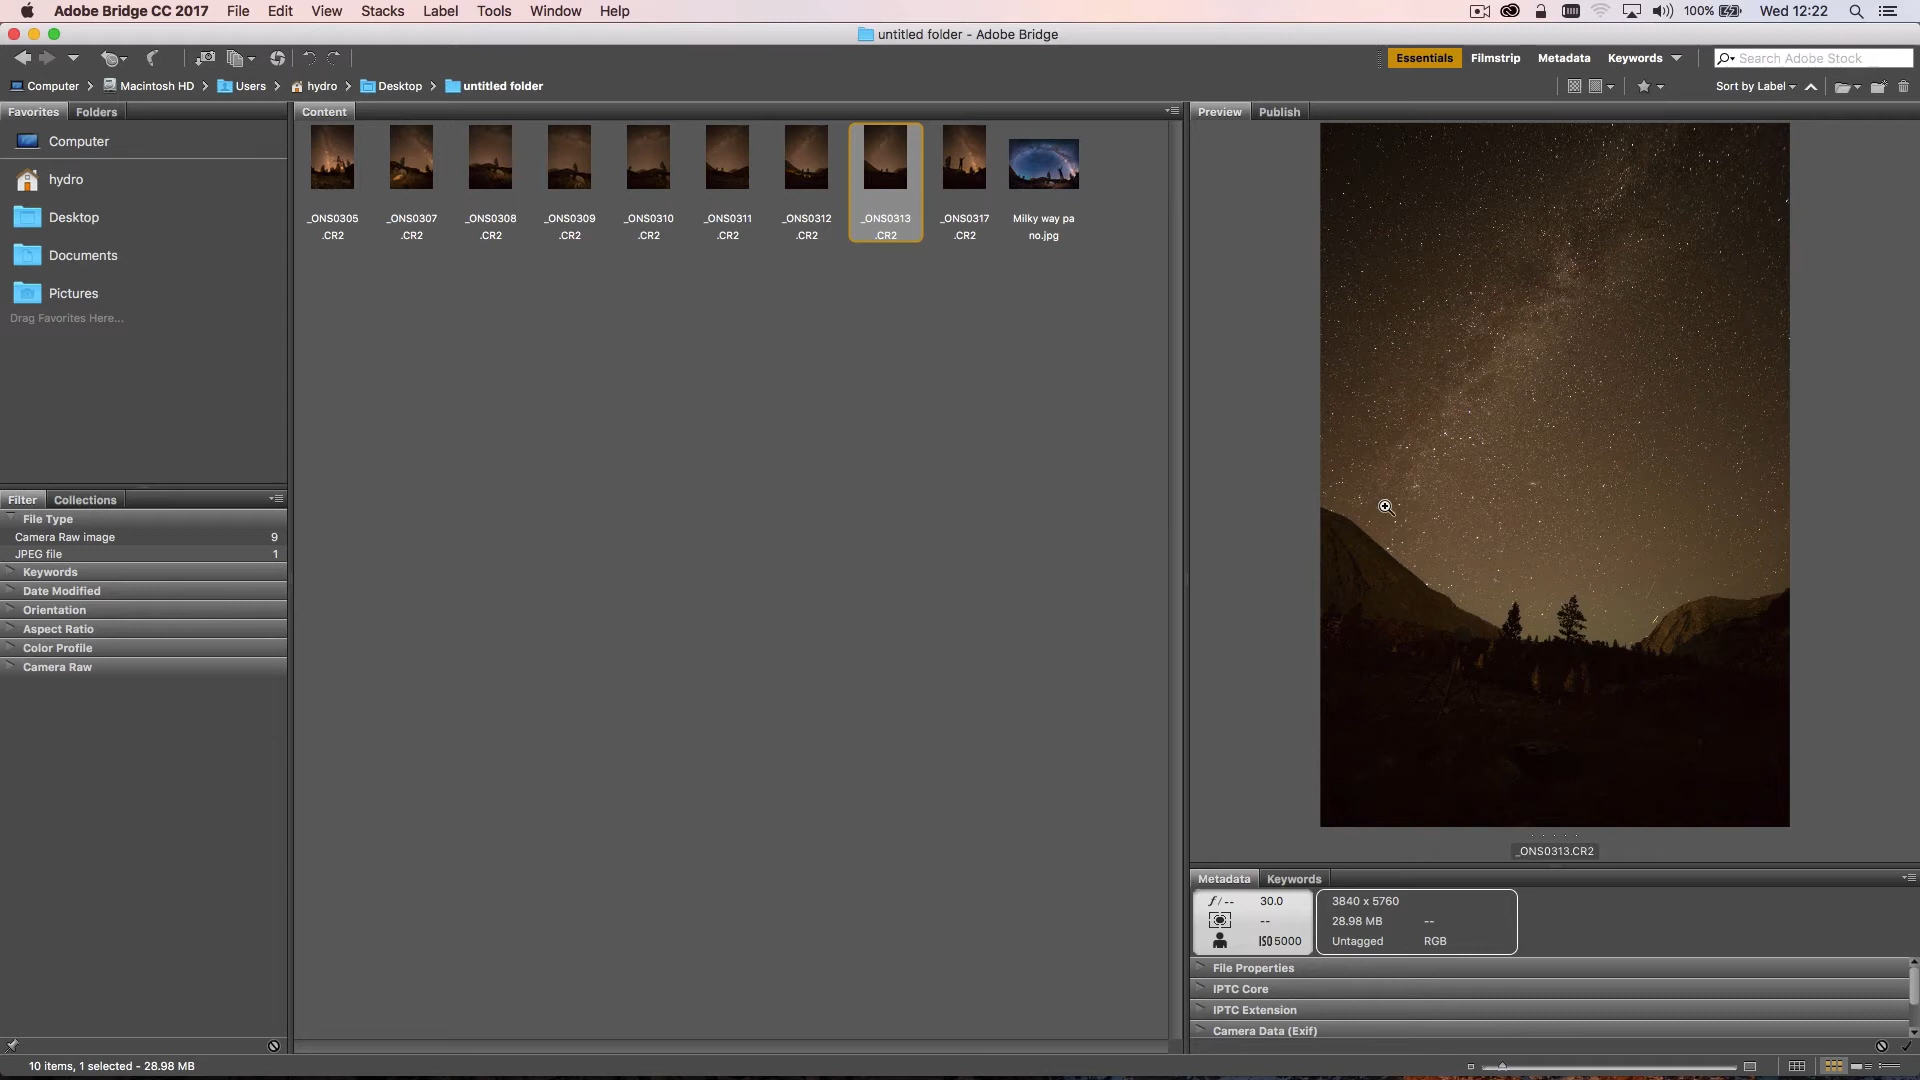 Adobe Bridge CC 2017 File Edit View Stacks Label Tools Window Help 100% Wed 12:22
untitled folder - Adobe Bridge
Essentials Filmstrip Metadata Keywords Search Adobe Stock
Computer Macintosh HD Users hydro Desktop untitled folder Sort by Label
Favorites Folders
Computer
hydro
Desktop
Documents
Pictures
Drag Favorites Here...
Filter Collections
File Type
Camera Raw image 9
JPEG file 1
Keywords
Date Modified
Orientation
Aspect Ratio
Color Profile
Camera Raw
Content
_ONS0305 _ONS0307 _ONS0308 _ONS0309 _ONS0310 _ONS0311 _ONS0312 _ONS0313 _ONS0317 Milky way pa
.CR2 .CR2 .CR2 .CR2 .CR2 .CR2 .CR2 .CR2 .CR2 no.jpg
Preview Publish
_ONS0313.CR2
Metadata Keywords
ƒ/-- 30.0 3840 x 5760
-- 28.98 MB --
ISO 5000 Untagged RGB
File Properties
IPTC Core
IPTC Extension
Camera Data (Exif)
10 items, 1 selected - 28.98 MB